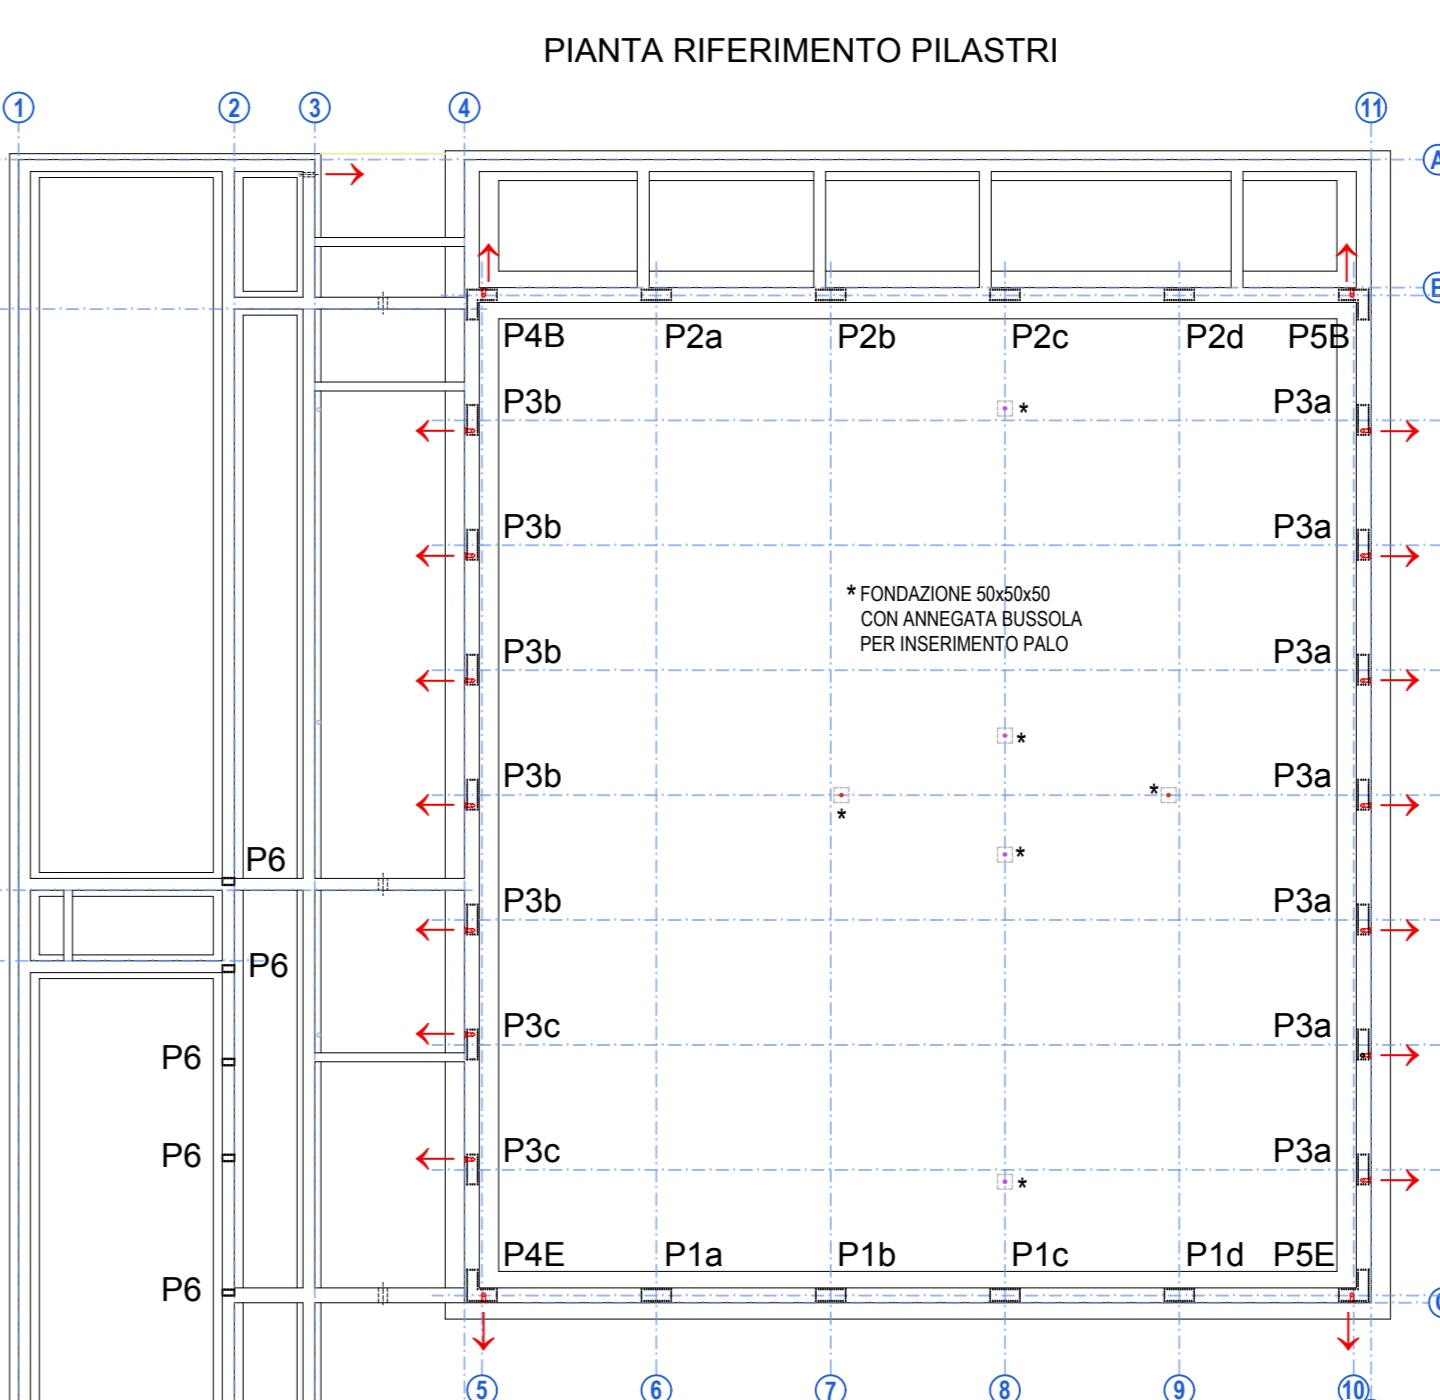 PIANTA RIFERIMENTO PILASTRI
1 2 3 4 11
A
B
P4B P2a P2b P2c P2d P5B
P3b P3a
*
P3b P3a
* FONDAZIONE 50x50x50
CON ANNEGATA BUSSOLA
PER INSERIMENTO PALO
P3b P3a
*
P3b P3a
* *
P6 *
P3b P3a
P6
P3c P3a
P6
P6 P3c P3a
*
P4E P1a P1b P1c P1d P5E
P6
5 6 7 8 9 10